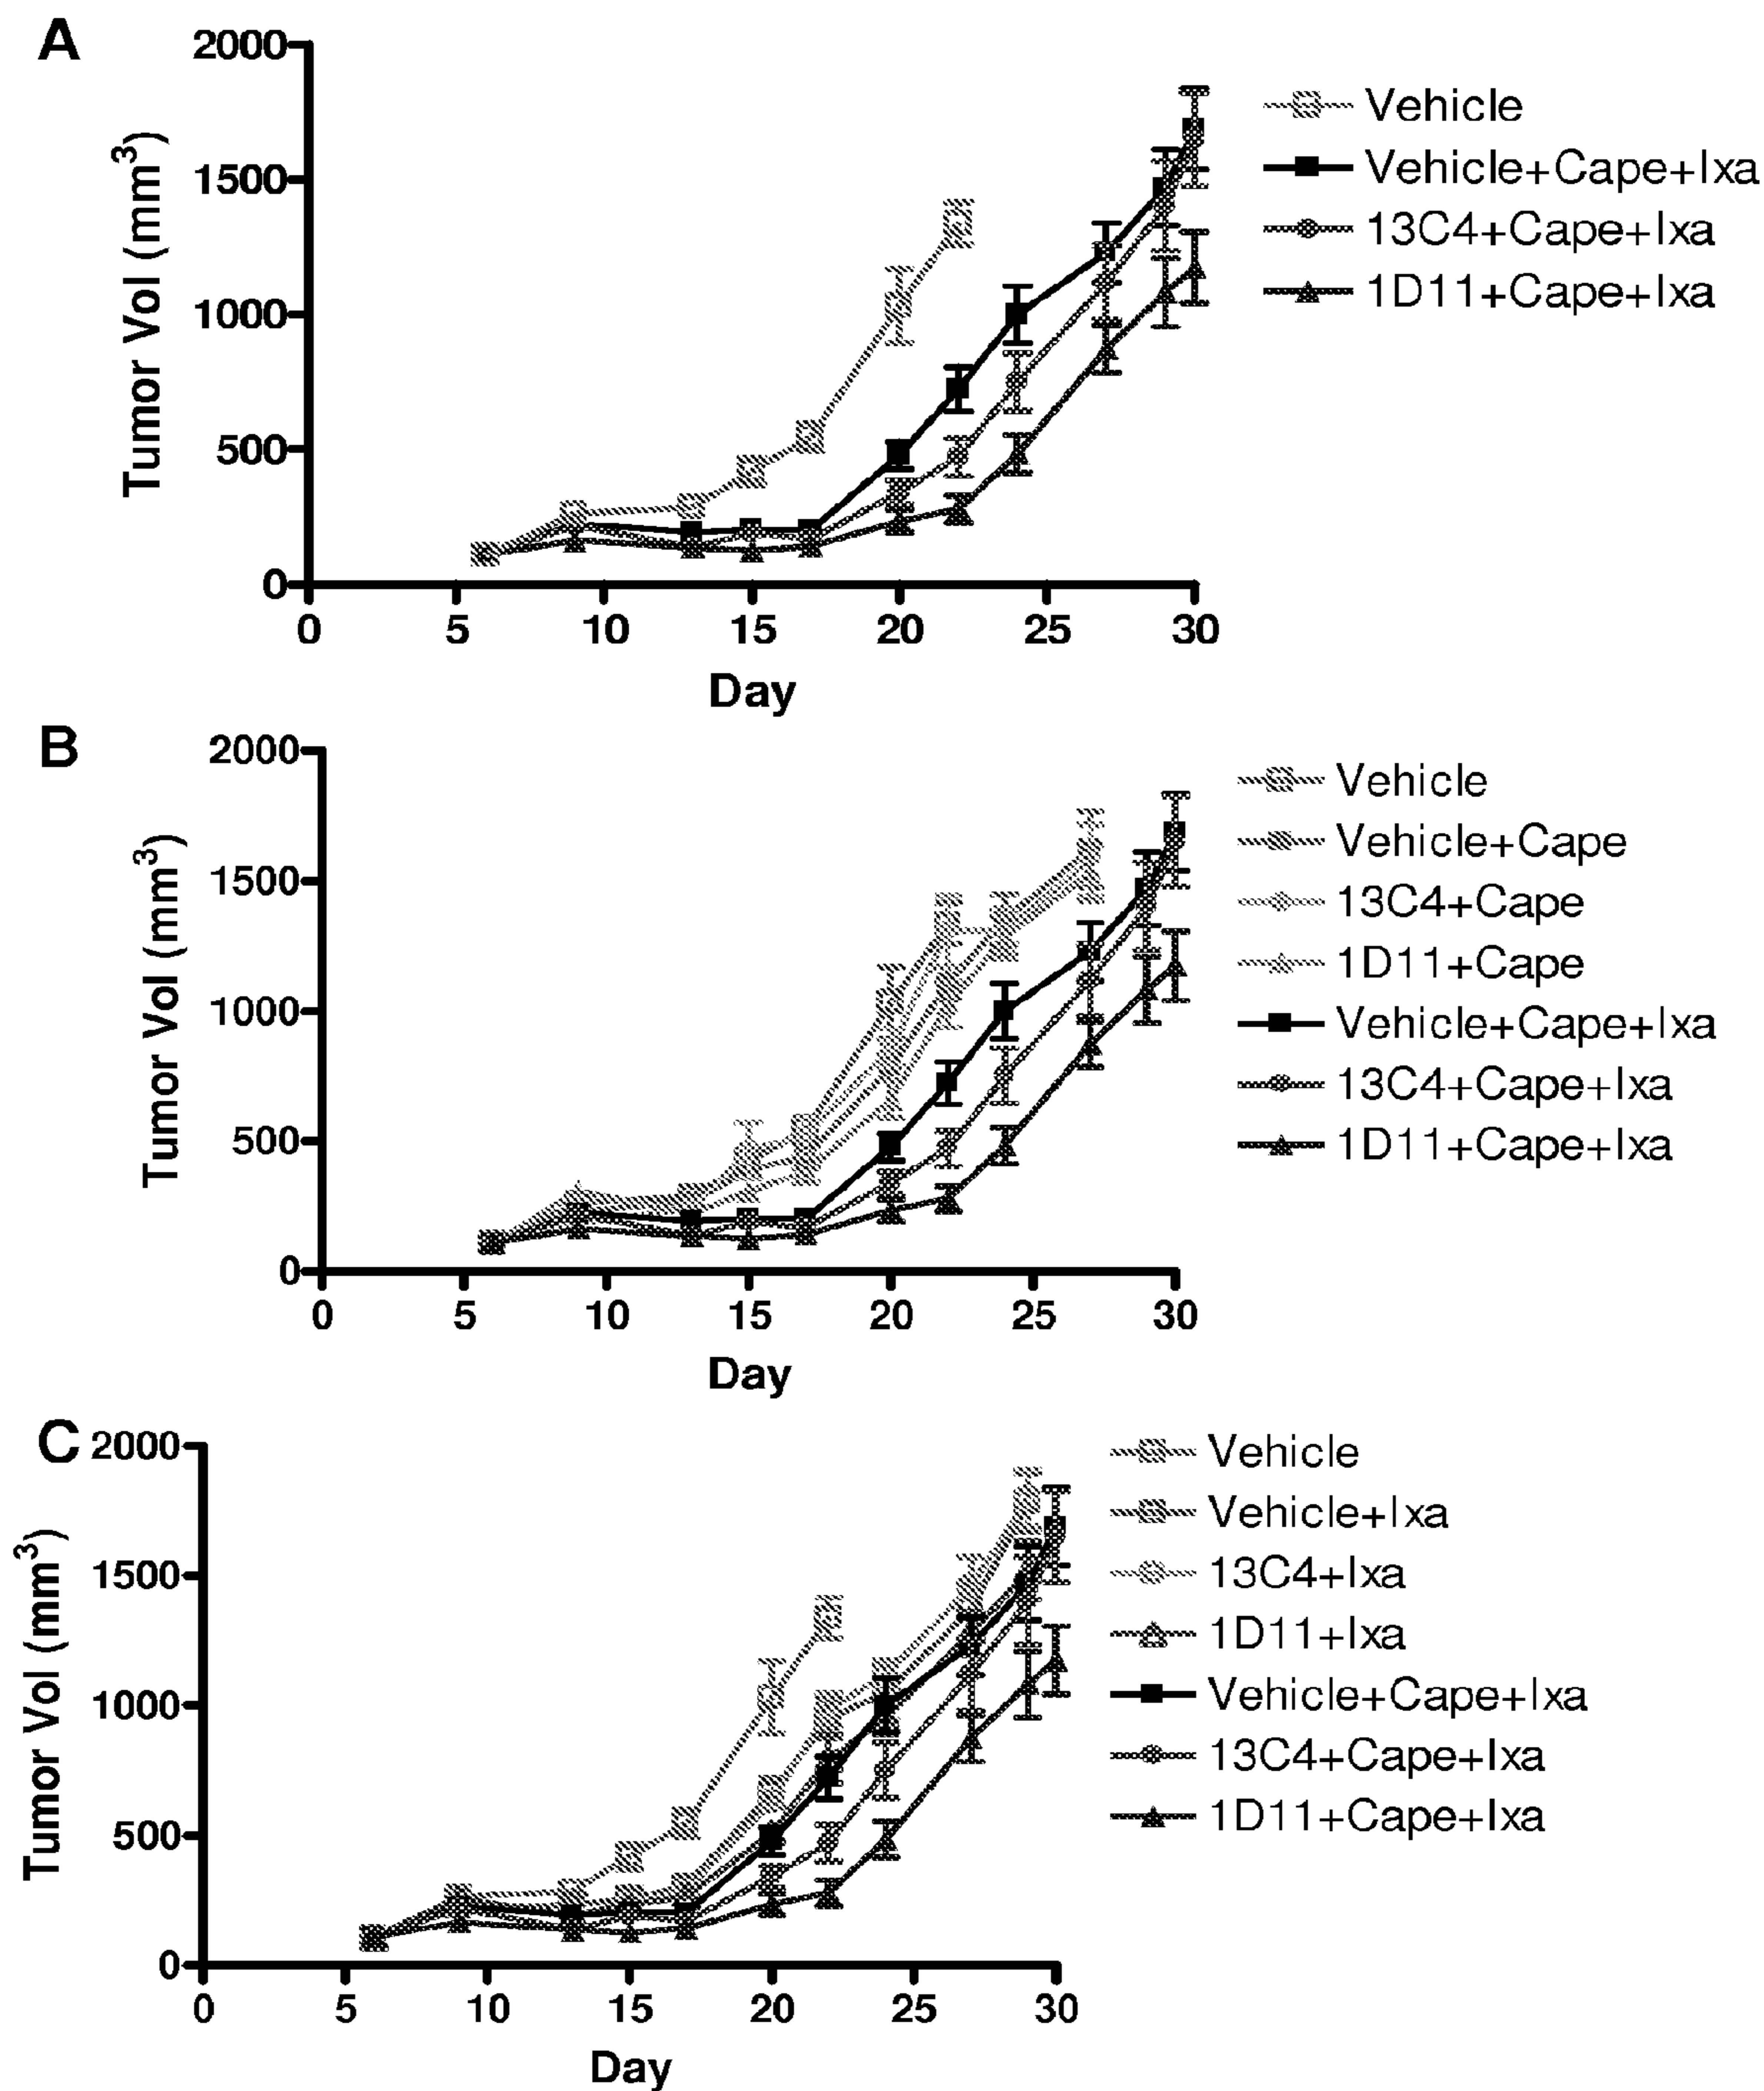 A
2000
1500
1000
500
0
Tumor Vol (mm³)
0 5 10 15 20 25 30
Day
Vehicle
Vehicle+Cape+Ixa
13C4+Cape+Ixa
1D11+Cape+Ixa
B
2000
1500
1000
500
0
Tumor Vol (mm³)
0 5 10 15 20 25 30
Day
Vehicle
Vehicle+Cape
13C4+Cape
1D11+Cape
Vehicle+Cape+Ixa
13C4+Cape+Ixa
1D11+Cape+Ixa
C
2000
1500
1000
500
0
Tumor Vol (mm³)
0 5 10 15 20 25 30
Day
Vehicle
Vehicle+Ixa
13C4+Ixa
1D11+Ixa
Vehicle+Cape+Ixa
13C4+Cape+Ixa
1D11+Cape+Ixa